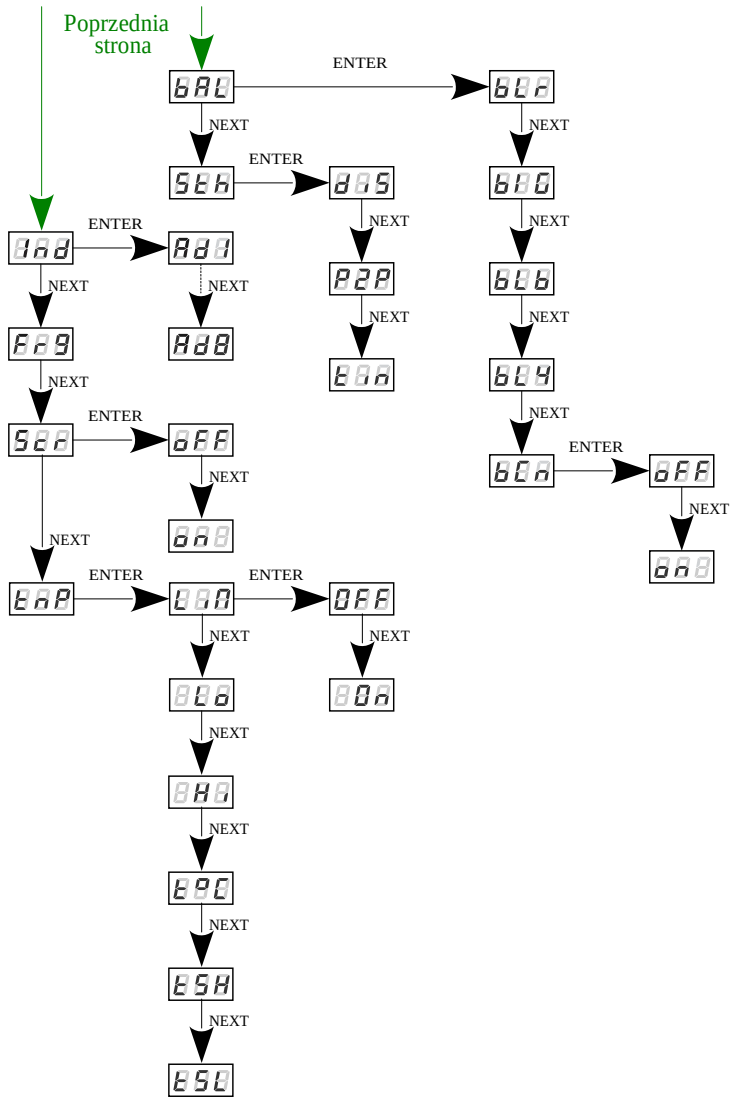 Poprzednia
strona
ENTER
bAL
bLr
NEXT
NEXT
ENTER
Sth
diS
bIG
ENTER
NEXT
NEXT
Ind
Ad1
P2P
bLb
NEXT
NEXT
NEXT
NEXT
Frg
Ad8
tin
bLY
NEXT
ENTER
NEXT
Scr
oFF
ENTER
bCn
oFF
NEXT
NEXT
on
NEXT
on
ENTER
ENTER
tnP
LiM
OFF
NEXT
NEXT
Lo
On
NEXT
Hi
NEXT
t°C
NEXT
tSH
NEXT
tSL